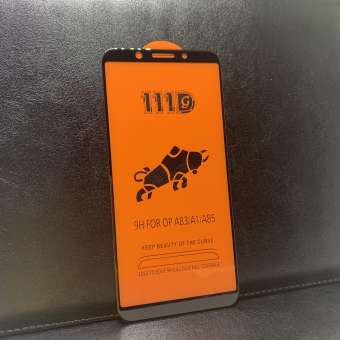 111D
9H FOR OP A83/A1/A85
KEEP BEAUTY OF THE CURVE